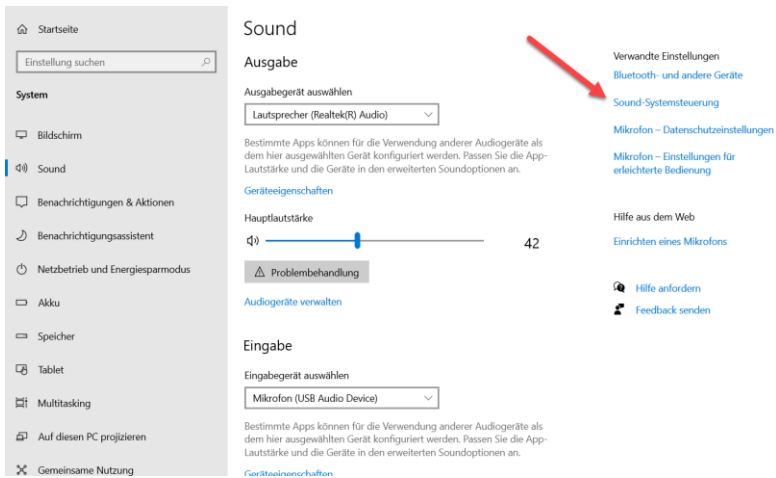 Startseite
Einstellung suchen
System
Bildschirm
Sound
Benachrichtigungen & Aktionen
Benachrichtigungsassistent
Netzbetrieb und Energiesparmodus
Akku
Speicher
Tablet
Multitasking
Auf diesen PC projizieren
Gemeinsame Nutzung
Sound
Ausgabe
Ausgabegerät auswählen
Lautsprecher (Realtek(R) Audio)
Bestimmte Apps können für die Verwendung anderer Audiogeräte als
dem hier ausgewählten Gerät konfiguriert werden. Passen Sie die App-
Lautstärke und die Geräte in den erweiterten Soundoptionen an.
Geräteeigenschaften
Hauptlautstärke
42
Problembehandlung
Audiogeräte verwalten
Eingabe
Eingabegerät auswählen
Mikrofon (USB Audio Device)
Bestimmte Apps können für die Verwendung anderer Audiogeräte als
dem hier ausgewählten Gerät konfiguriert werden. Passen Sie die App-
Lautstärke und die Geräte in den erweiterten Soundoptionen an.
Geräteeigenschaften
Verwandte Einstellungen
Bluetooth- und andere Geräte
Sound-Systemsteuerung
Mikrofon – Datenschutzeinstellungen
Mikrofon – Einstellungen für
erleichterte Bedienung
Hilfe aus dem Web
Einrichten eines Mikrofons
Hilfe anfordern
Feedback senden